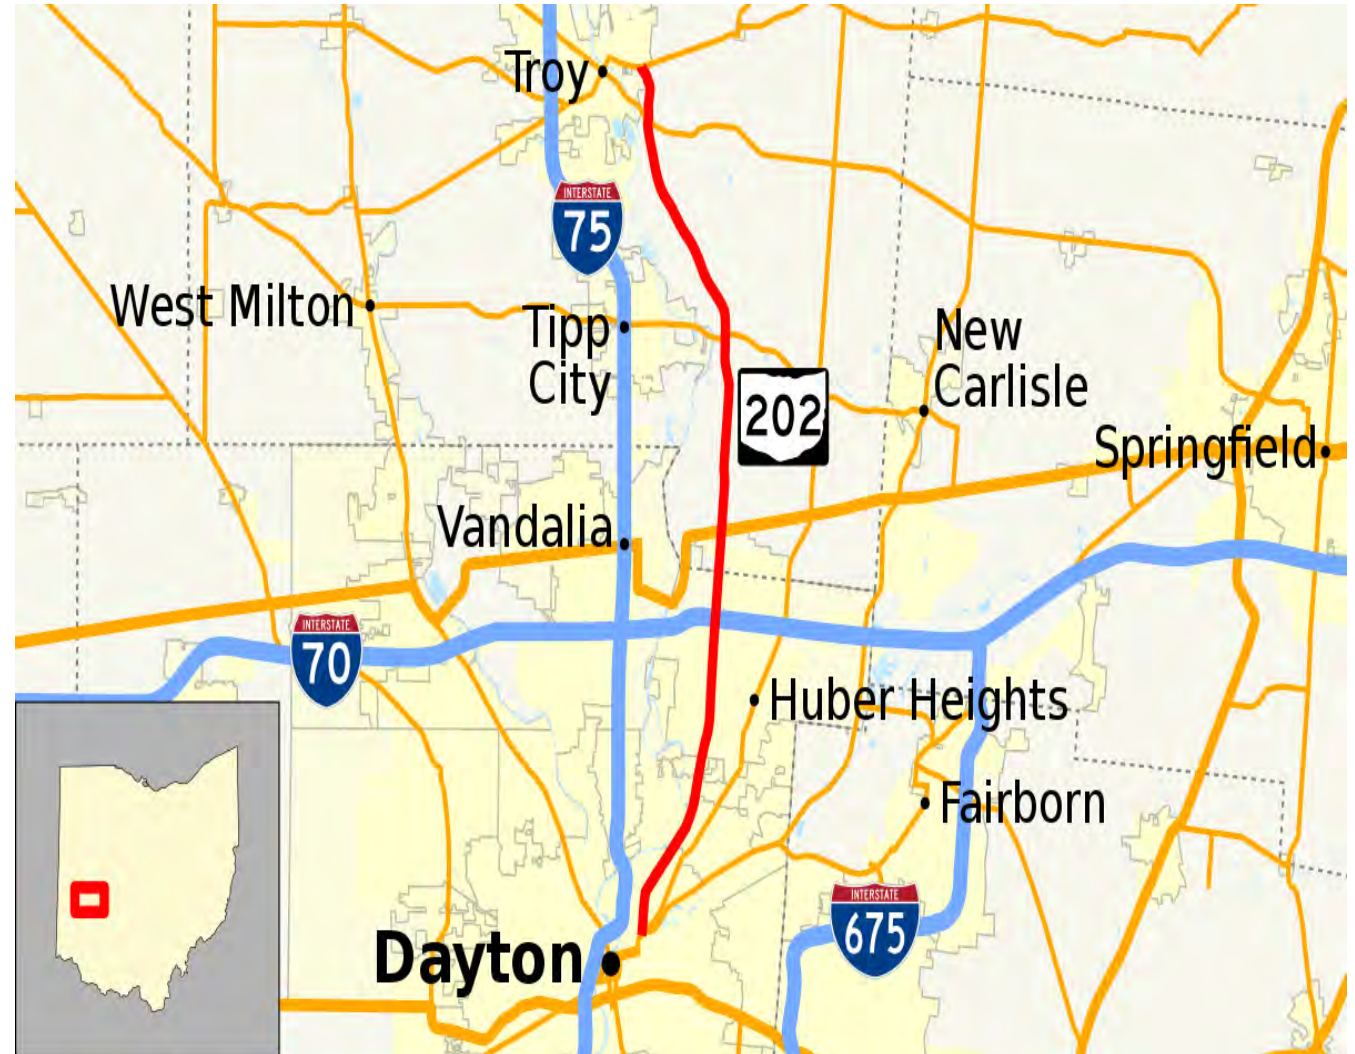 Troy
INTERSTATE
75
West Milton
Tipp
City
New
Carlisle
202
Springfield
Vandalia
INTERSTATE
70
Huber Heights
Fairborn
INTERSTATE
675
Dayton